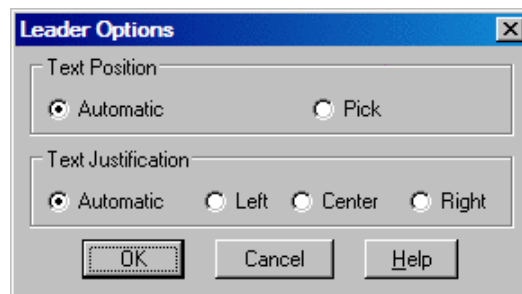 Leader Options
Text Position
Automatic Pick
Text Justification
Automatic Left Center Right
OK Cancel Help